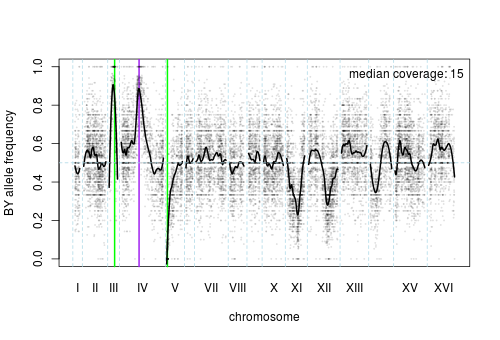 median coverage: 15
BY allele frequency
1.0
0.8
0.6
0.4
0.2
0.0
I II III IV V VII VIII X XI XII XIII XV XVI
chromosome